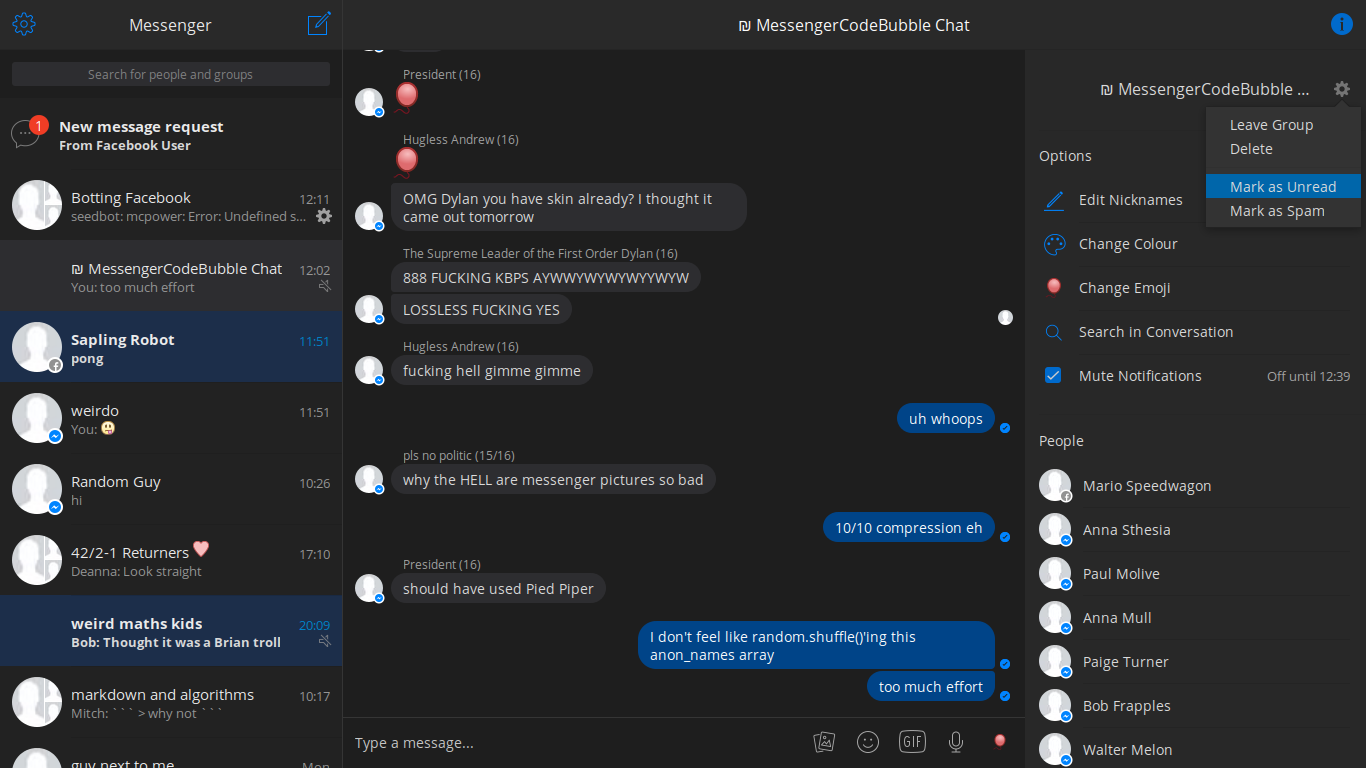 Messenger
Search for people and groups
1
New message request
From Facebook User
Botting Facebook 12:11
seedbot: mcpower: Error: Undefined s...
₪ MessengerCodeBubble Chat 12:02
You: too much effort
Sapling Robot 11:51
pong
weirdo 11:51
You: 😛
Random Guy 10:26
hi
42/2-1 Returners 17:10
Deanna: Look straight
weird maths kids 20:09
Bob: Thought it was a Brian troll
markdown and algorithms 10:17
Mitch: ` ` ` > why not ` ` `
guy next to me Mon
₪ MessengerCodeBubble Chat
President (16)
Hugless Andrew (16)
OMG Dylan you have skin already? I thought it
came out tomorrow
The Supreme Leader of the First Order Dylan (16)
888 FUCKING KBPS AYWWYWYWYWYYWYW
LOSSLESS FUCKING YES
Hugless Andrew (16)
fucking hell gimme gimme
uh whoops
pls no politic (15/16)
why the HELL are messenger pictures so bad
10/10 compression eh
President (16)
should have used Pied Piper
I don't feel like random.shuffle()'ing this
anon_names array
too much effort
Type a message...
GIF
₪ MessengerCodeBubble ...
Leave Group
Delete
Mark as Unread
Mark as Spam
Options
Edit Nicknames
Change Colour
Change Emoji
Search in Conversation
Mute Notifications Off until 12:39
People
Mario Speedwagon
Anna Sthesia
Paul Molive
Anna Mull
Paige Turner
Bob Frapples
Walter Melon